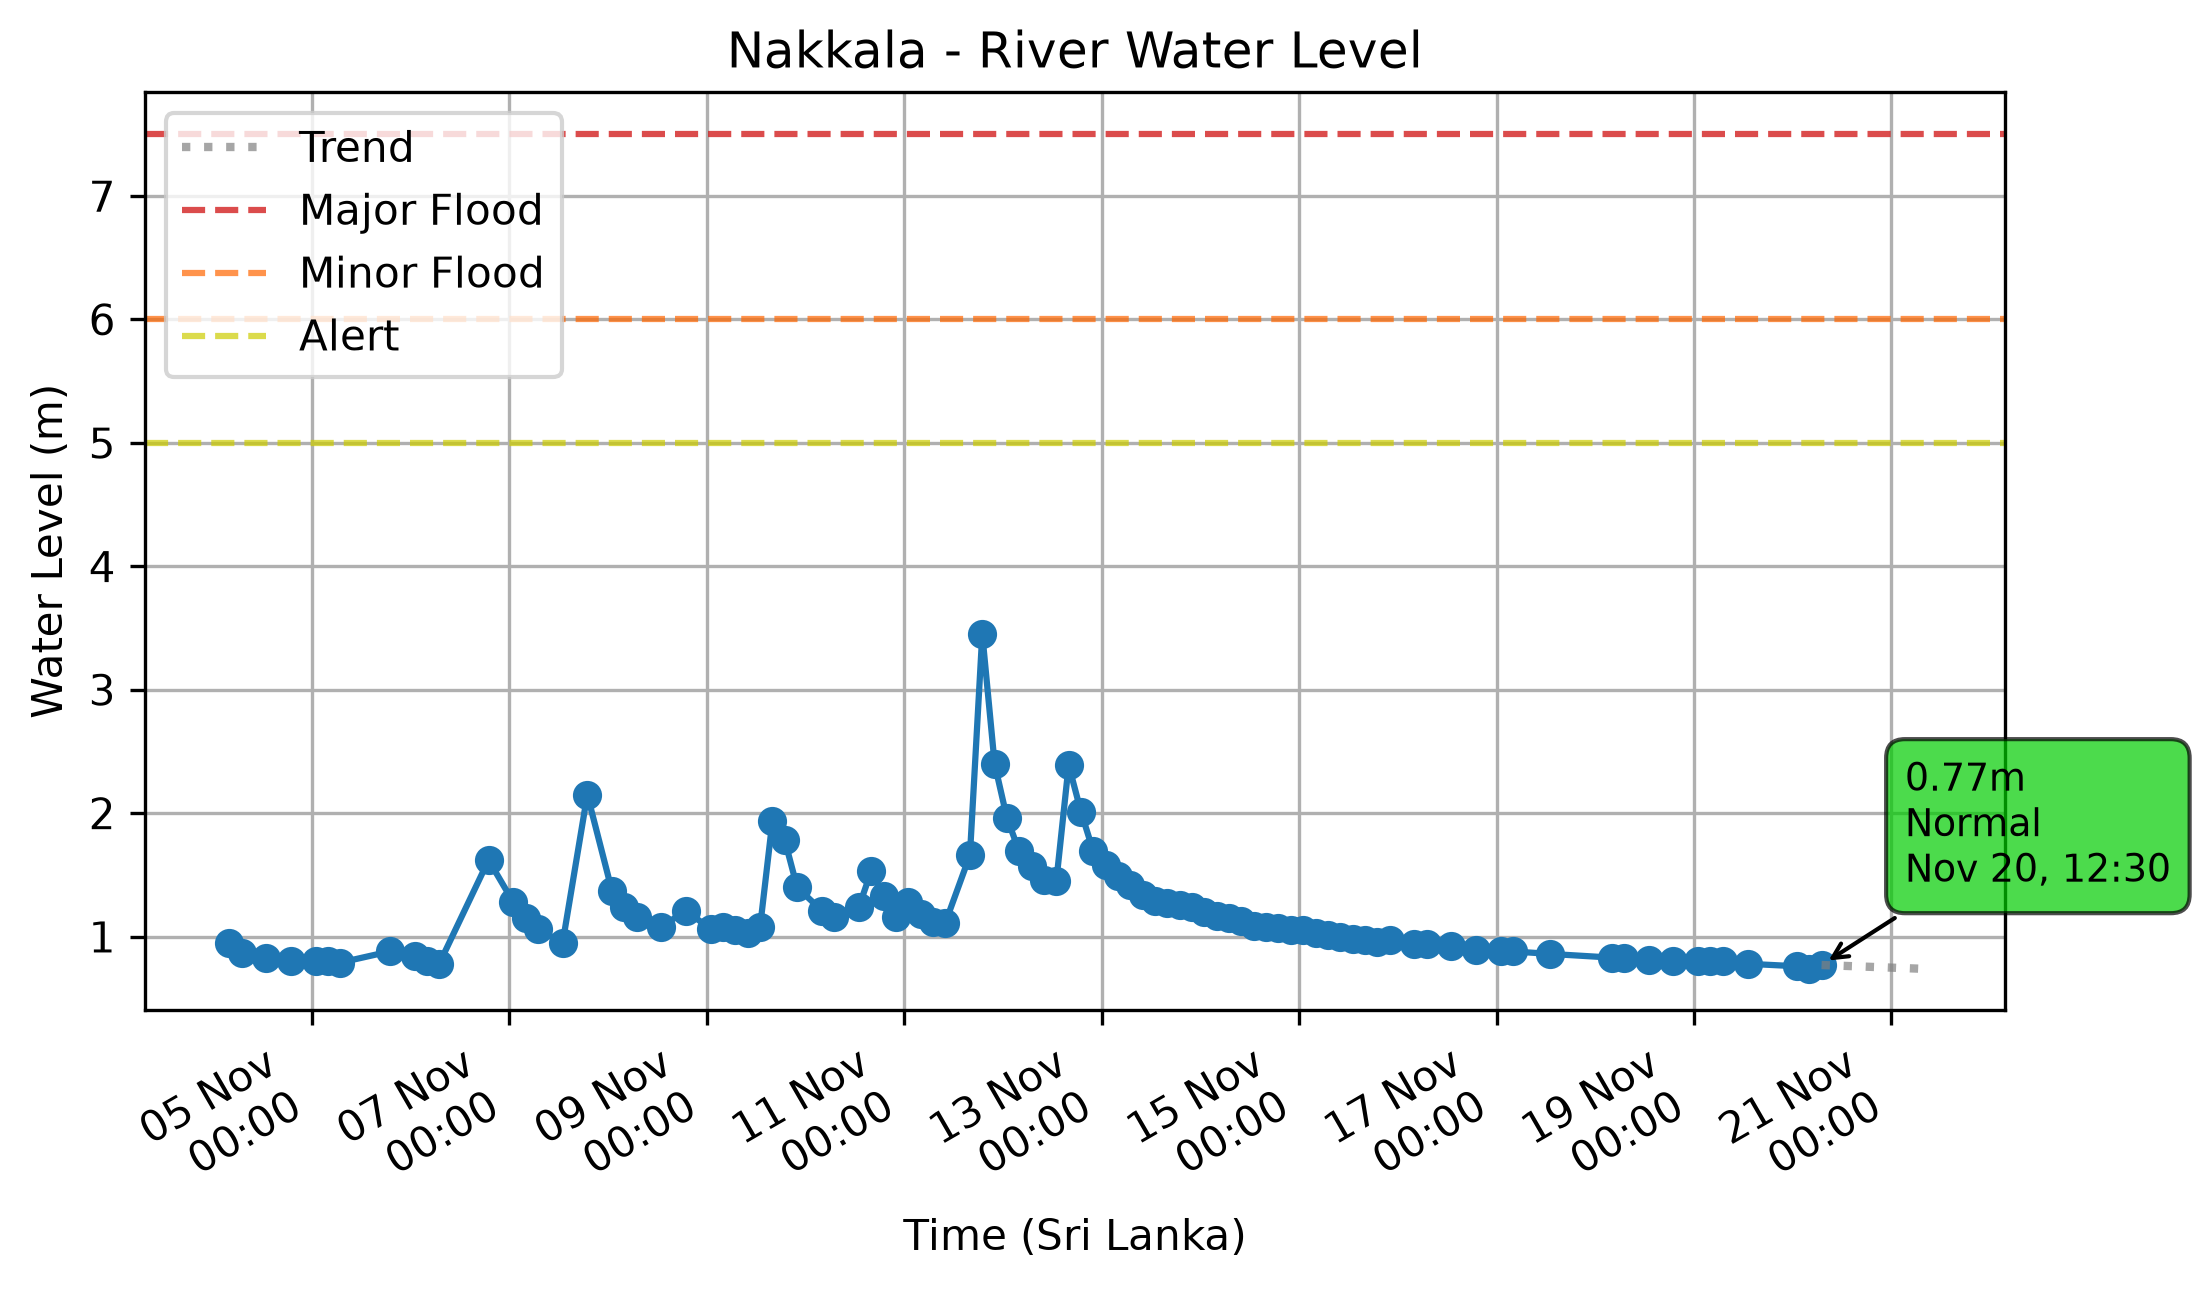 Nakkala - River Water Level
Trend
Major Flood
Minor Flood
Alert
Water Level (m)
7
6
5
4
3
2
1
0.77m
Normal
Nov 20, 12:30
05 Nov
00:00
07 Nov
00:00
09 Nov
00:00
11 Nov
00:00
13 Nov
00:00
15 Nov
00:00
17 Nov
00:00
19 Nov
00:00
21 Nov
00:00
Time (Sri Lanka)